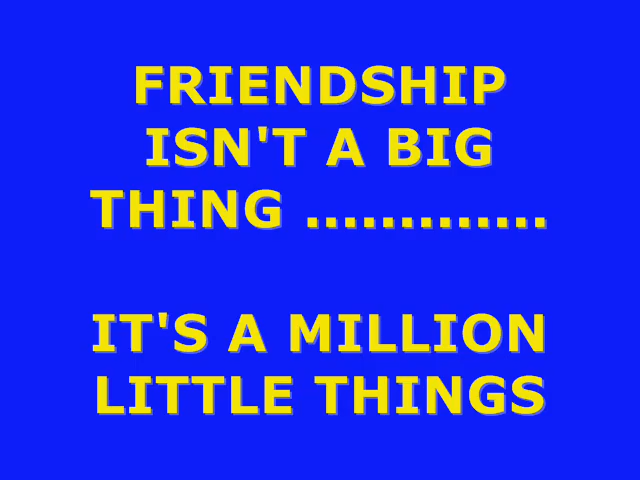 FRIENDSHIP
ISN'T A BIG
THING .............
IT'S A MILLION
LITTLE THINGS